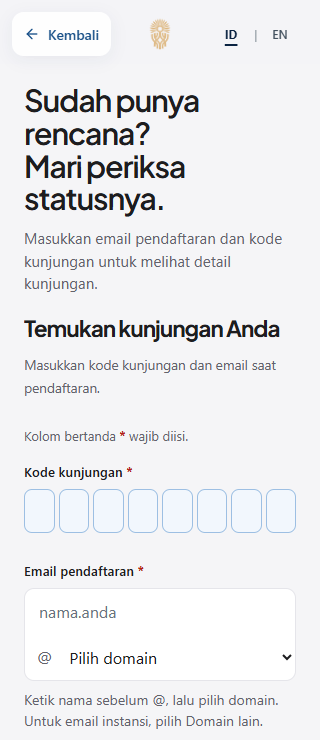 Kembali
ID | EN
Sudah punya
rencana?
Mari periksa
statusnya.
Masukkan email pendaftaran dan kode
kunjungan untuk melihat detail
kunjungan.
Temukan kunjungan Anda
Masukkan kode kunjungan dan email saat
pendaftaran.
Kolom bertanda * wajib diisi.
Kode kunjungan *
Email pendaftaran *
nama.anda
@ Pilih domain
Ketik nama sebelum @, lalu pilih domain.
Untuk email instansi, pilih Domain lain.